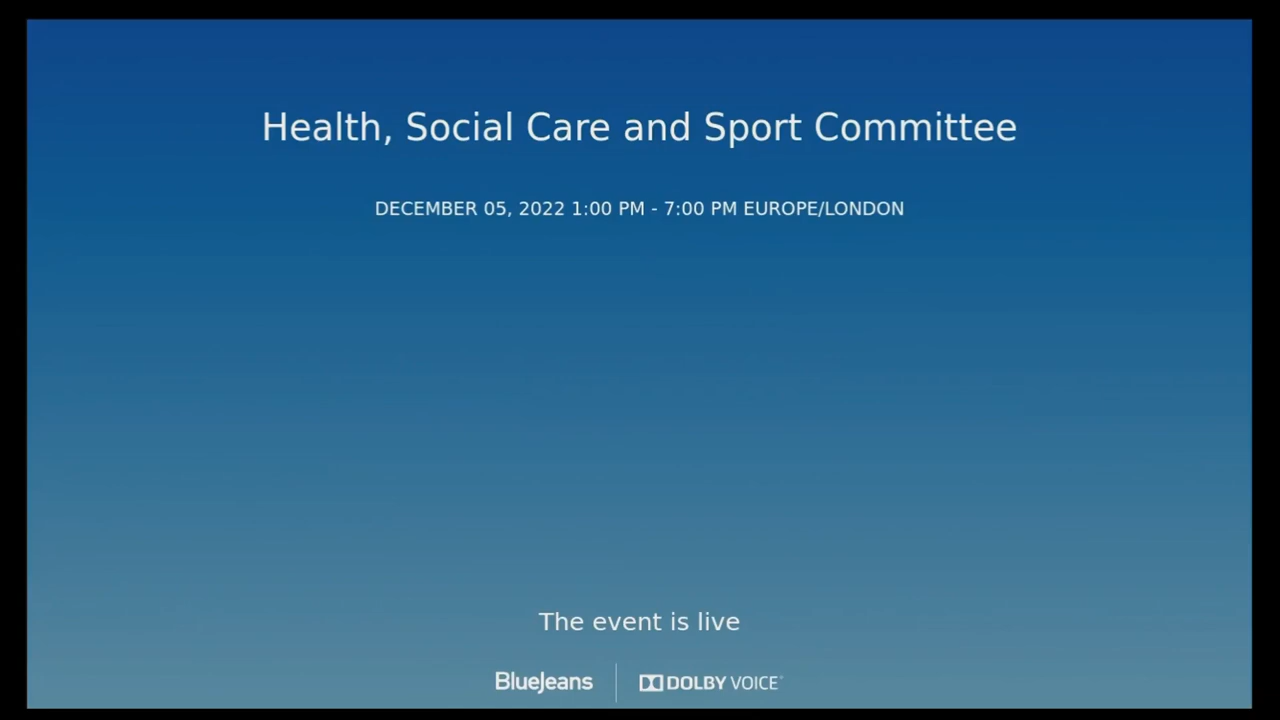 Health, Social Care and Sport Committee
DECEMBER 05, 2022 1:00 PM - 7:00 PM EUROPE/LONDON
The event is live
BlueJeans DOLBY VOICE